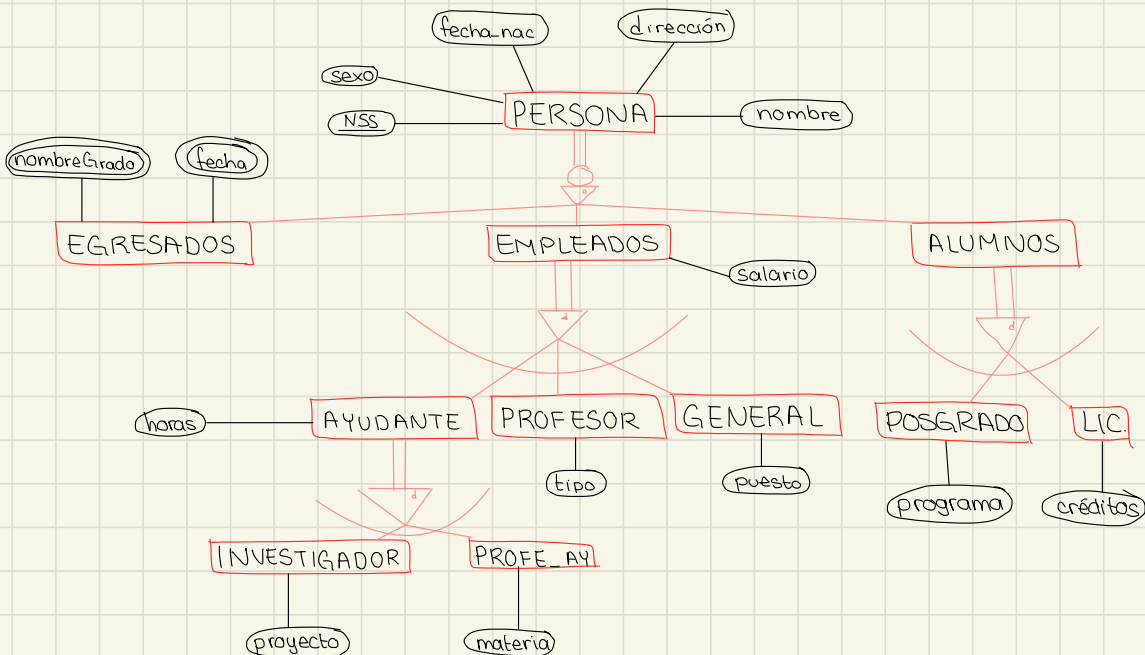 fecha_nac
dirección
sexo
PERSONA
nombre
NSS
nombreGrado
fecha
o
EGRESADOS
EMPLEADOS
ALUMNOS
salario
d
d
horas
AYUDANTE
PROFESOR
GENERAL
POSGRADO
LIC.
tipo
puesto
programa
créditos
d
INVESTIGADOR
PROFE_AY
proyecto
materia